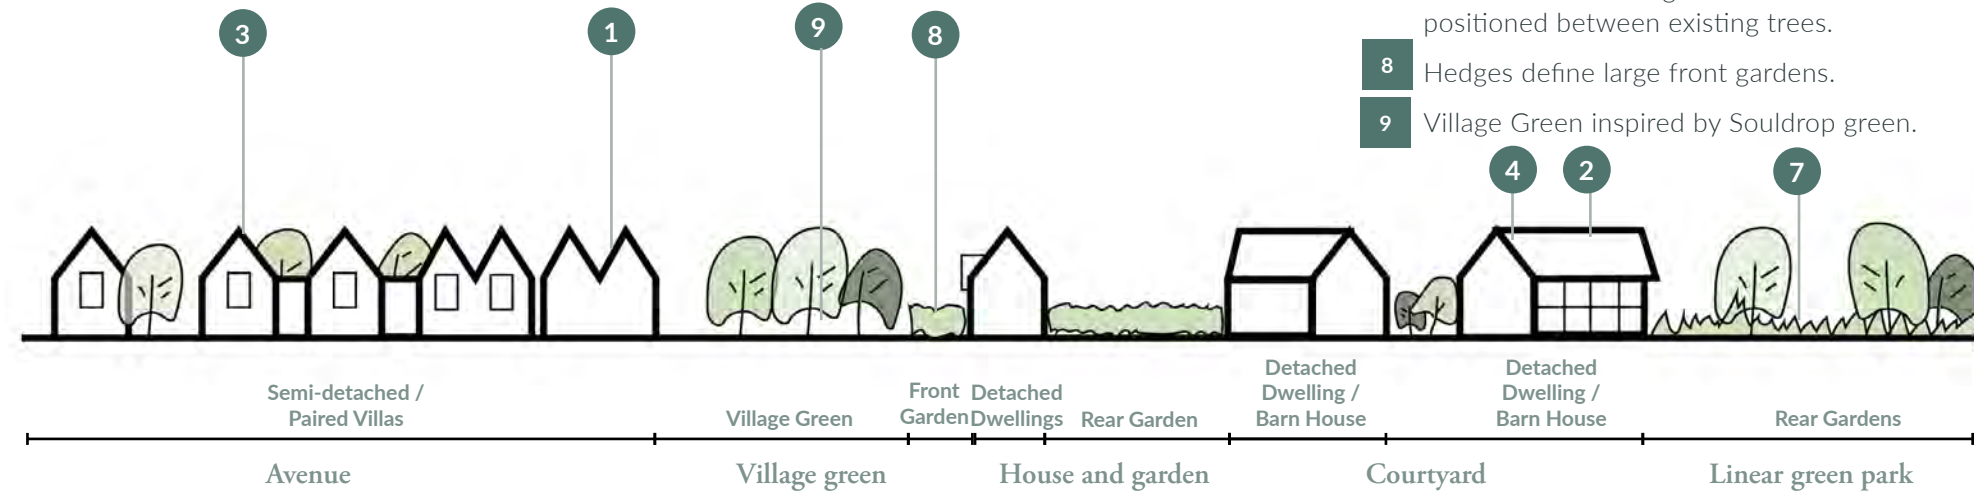 positioned between existing trees.
8 Hedges define large front gardens.
9 Village Green inspired by Souldrop green.
3
1
9
8
4
2
7
Semi-detached /
Paired Villas
Village Green
Front
Garden
Detached
Dwellings
Rear Garden
Detached
Dwelling /
Barn House
Detached
Dwelling /
Barn House
Rear Gardens
Avenue
Village green
House and garden
Courtyard
Linear green park